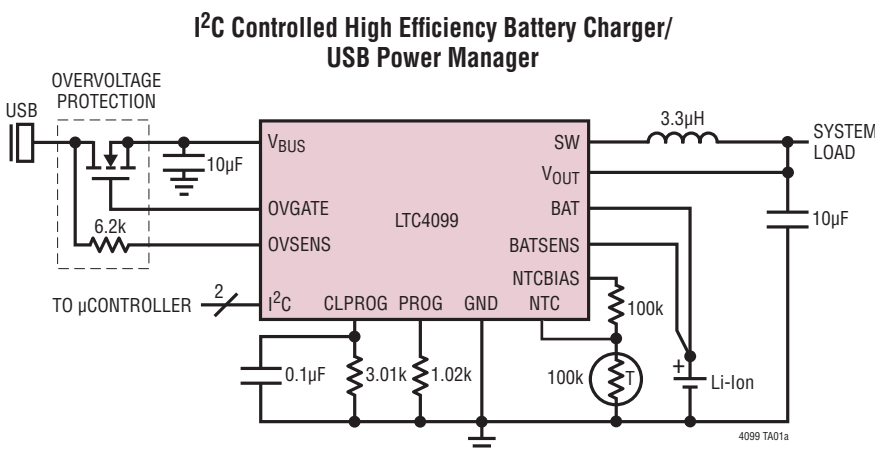 I²C Controlled High Efficiency Battery Charger/
USB Power Manager
OVERVOLTAGE
PROTECTION
USB
VBUS
10µF
OVGATE
6.2k
OVSENS
TO µCONTROLLER
2
I²C
CLPROG
PROG
GND
NTC
LTC4099
SW
VOUT
BAT
BATSENS
NTCBIAS
3.3µH
SYSTEM
LOAD
10µF
100k
0.1µF
3.01k
1.02k
100k
T
+
Li-Ion
4099 TA01a